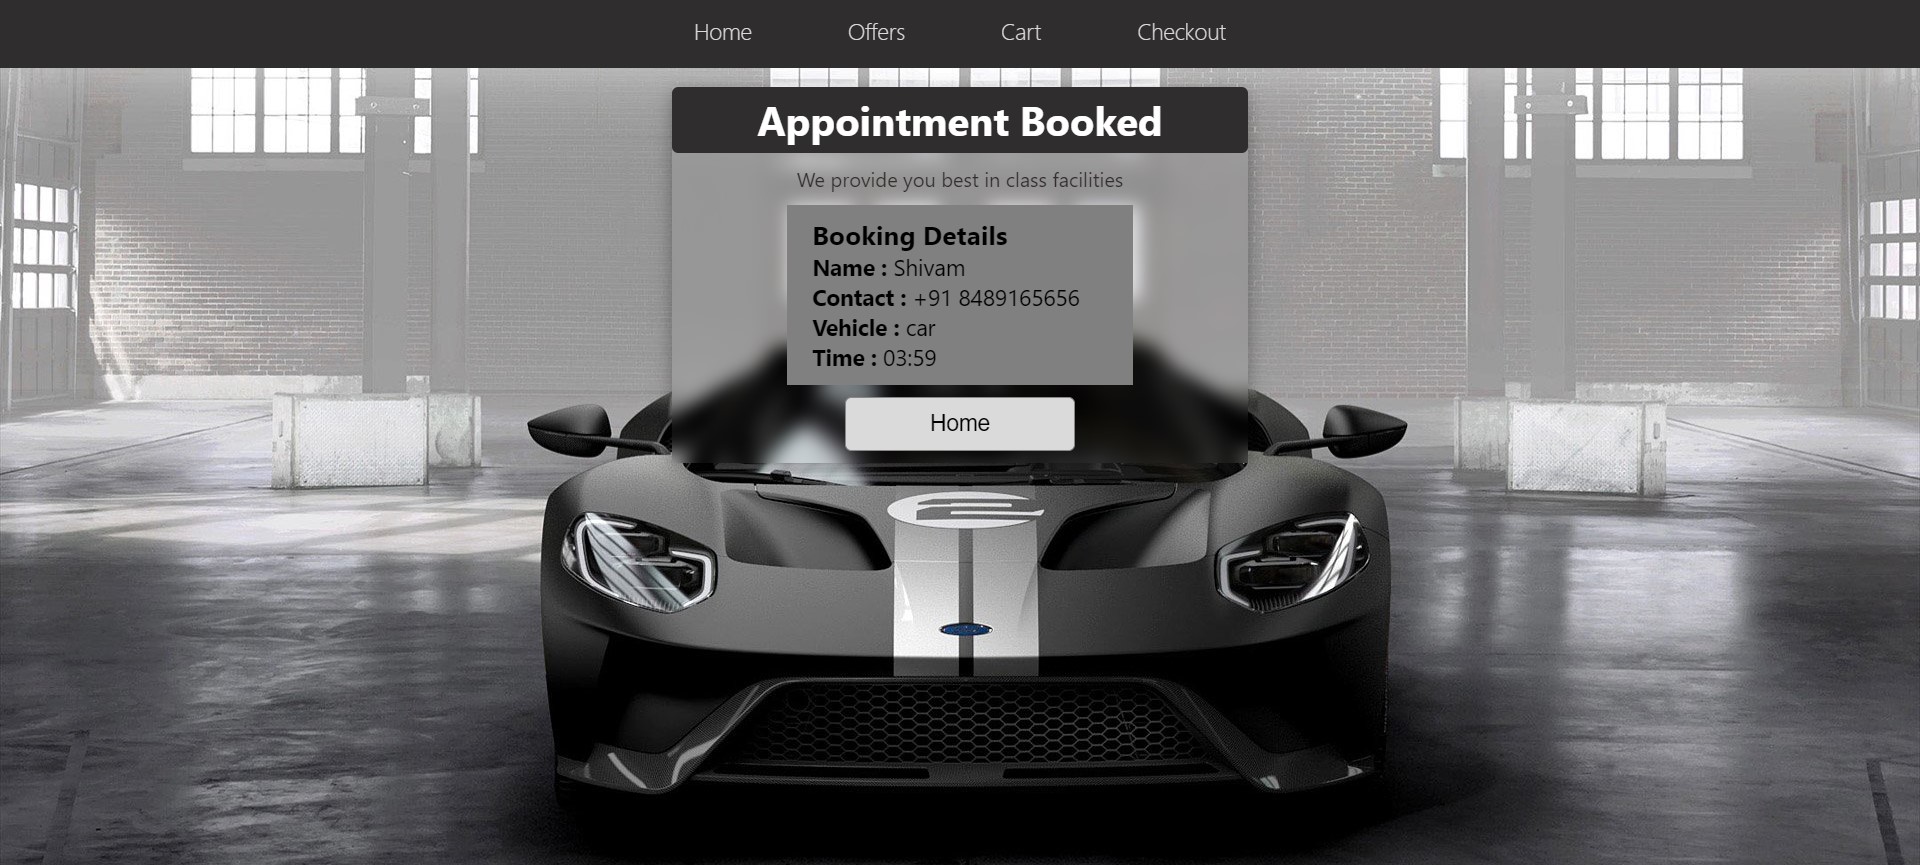 Home Offers Cart Checkout
Appointment Booked
We provide you best in class facilities
Booking Details
Name : Shivam
Contact : +91 8489165656
Vehicle : car
Time : 03:59
Home